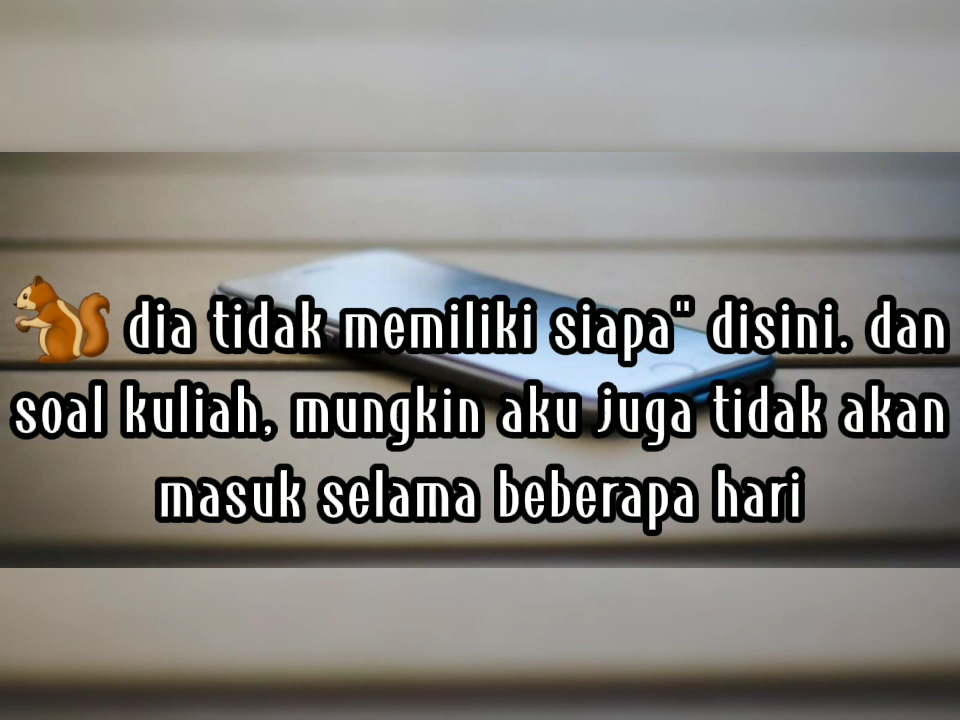 🐿 dia tidak memiliki siapa" disini. dan
soal kuliah, mungkin aku juga tidak akan
masuk selama beberapa hari